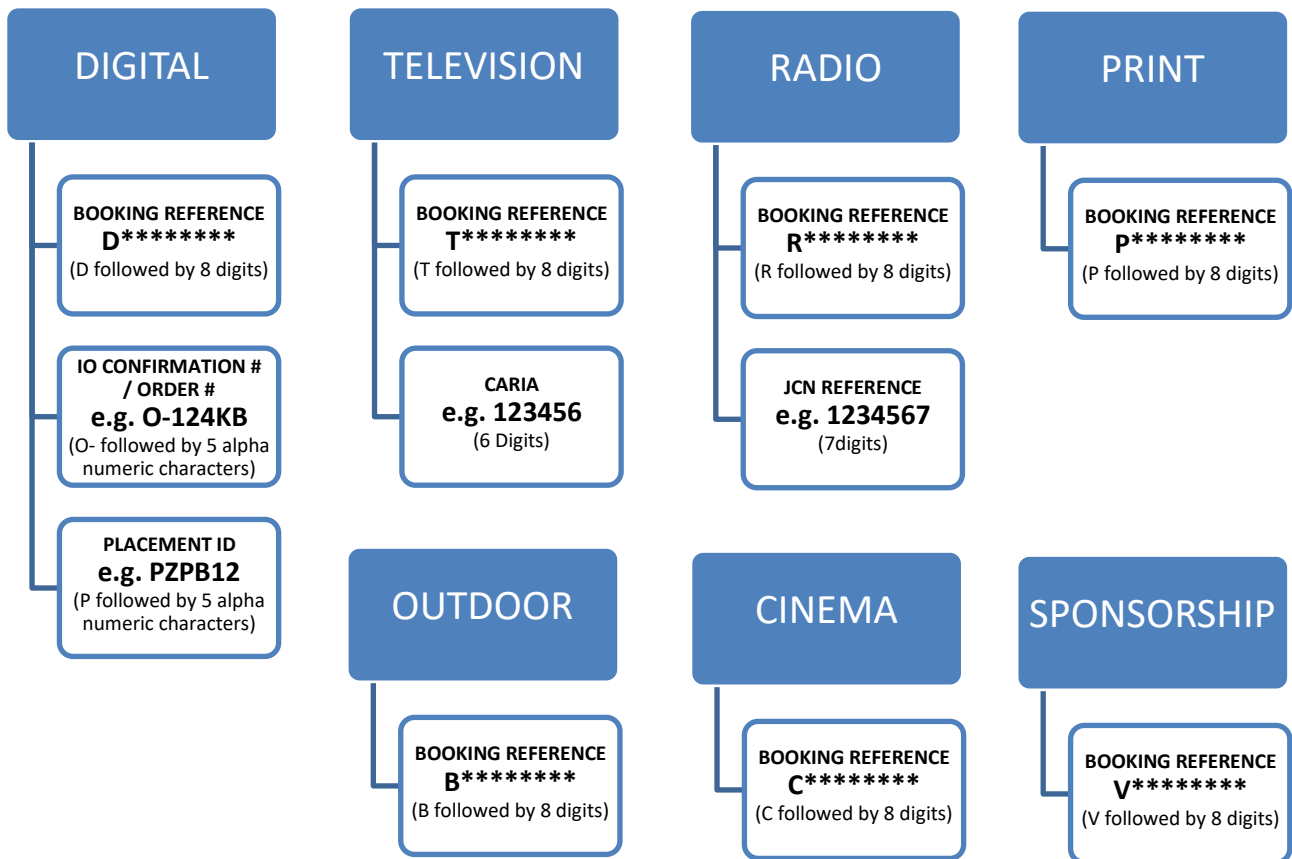 DIGITAL
BOOKING REFERENCE
D********
(D followed by 8 digits)
IO CONFIRMATION #
/ ORDER #
e.g. O-124KB
(O- followed by 5 alpha
numeric characters)
PLACEMENT ID
e.g. PZPB12
(P followed by 5 alpha
numeric characters)
TELEVISION
BOOKING REFERENCE
T********
(T followed by 8 digits)
CARIA
e.g. 123456
(6 Digits)
RADIO
BOOKING REFERENCE
R********
(R followed by 8 digits)
JCN REFERENCE
e.g. 1234567
(7digits)
PRINT
BOOKING REFERENCE
P********
(P followed by 8 digits)
OUTDOOR
BOOKING REFERENCE
B********
(B followed by 8 digits)
CINEMA
BOOKING REFERENCE
C********
(C followed by 8 digits)
SPONSORSHIP
BOOKING REFERENCE
V********
(V followed by 8 digits)